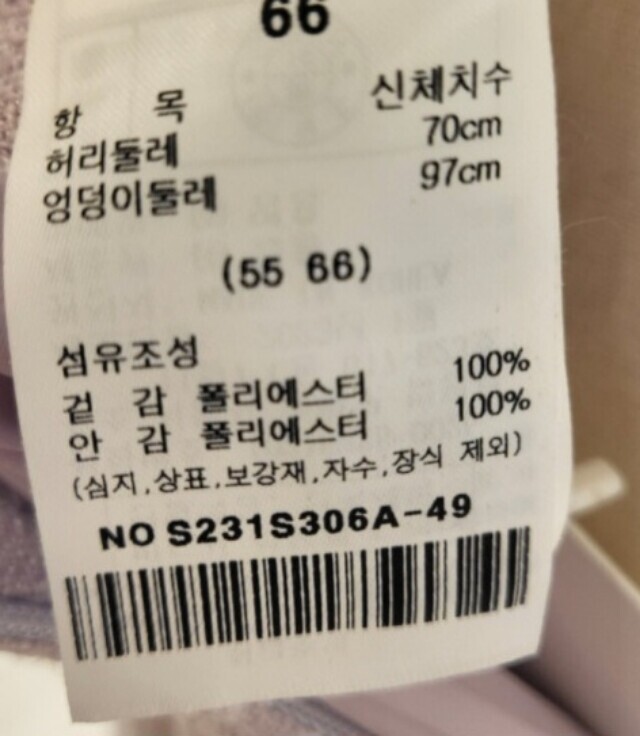 66
항 목 신체치수
허리둘레 70cm
엉덩이둘레 97cm
(55 66)
섬유조성
겉 감 폴리에스터 100%
안 감 폴리에스터 100%
(심지,상표,보강재,자수,장식 제외)
NO S231S306A-49